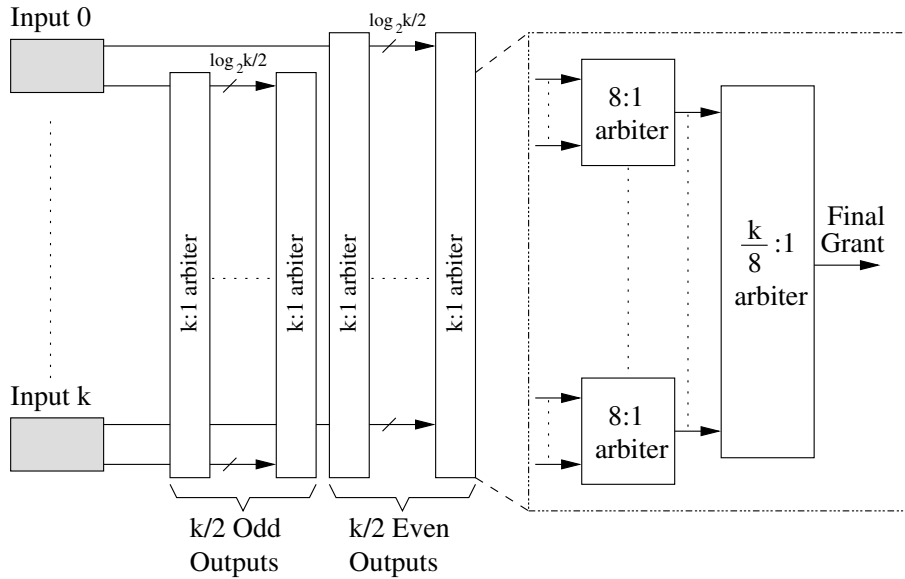 Input 0
log₂k/2
log₂k/2
k:1 arbiter
k:1 arbiter
k:1 arbiter
k:1 arbiter
Input k
k/2 Odd
Outputs
k/2 Even
Outputs
8:1
arbiter
8:1
arbiter
k
8 :1
arbiter
Final
Grant